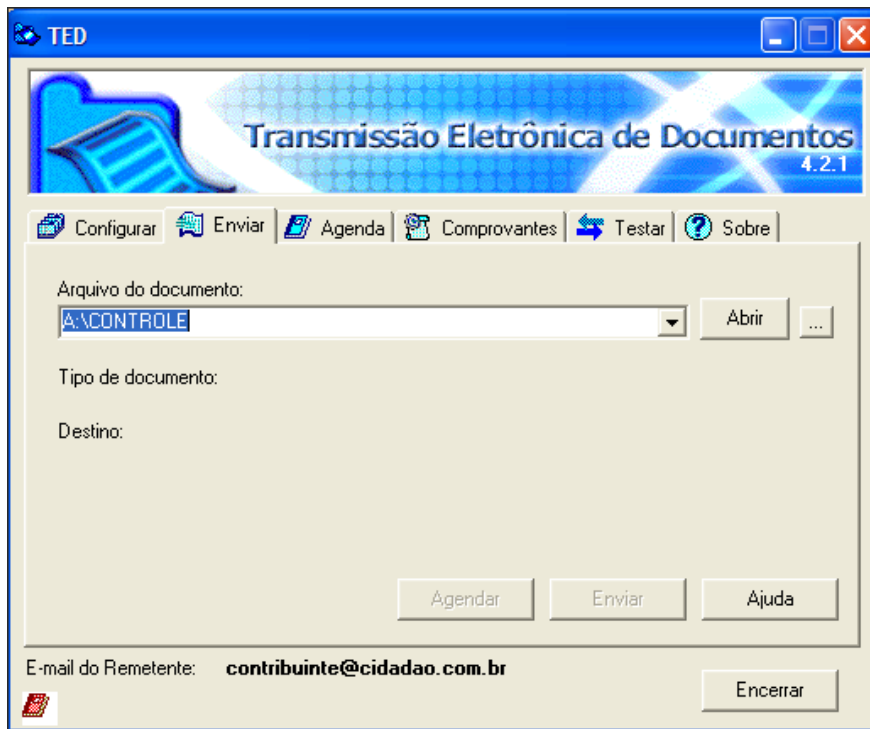 TED
Transmissão Eletrônica de Documentos
4.2.1
Configurar Enviar Agenda Comprovantes Testar ? Sobre
Arquivo do documento:
A:\CONTROLE Abrir ...
Tipo de documento:
Destino:
Agendar Enviar Ajuda
E-mail do Remetente: contribuinte@cidadao.com.br
Encerrar